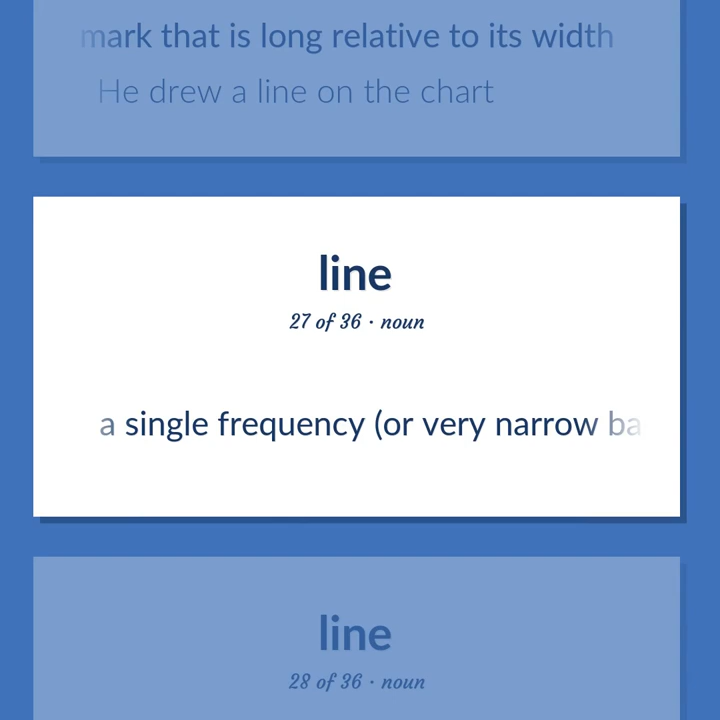 mark that is long relative to its width
He drew a line on the chart
line
27 of 36 · noun
a single frequency (or very narrow ba
line
28 of 36 · noun